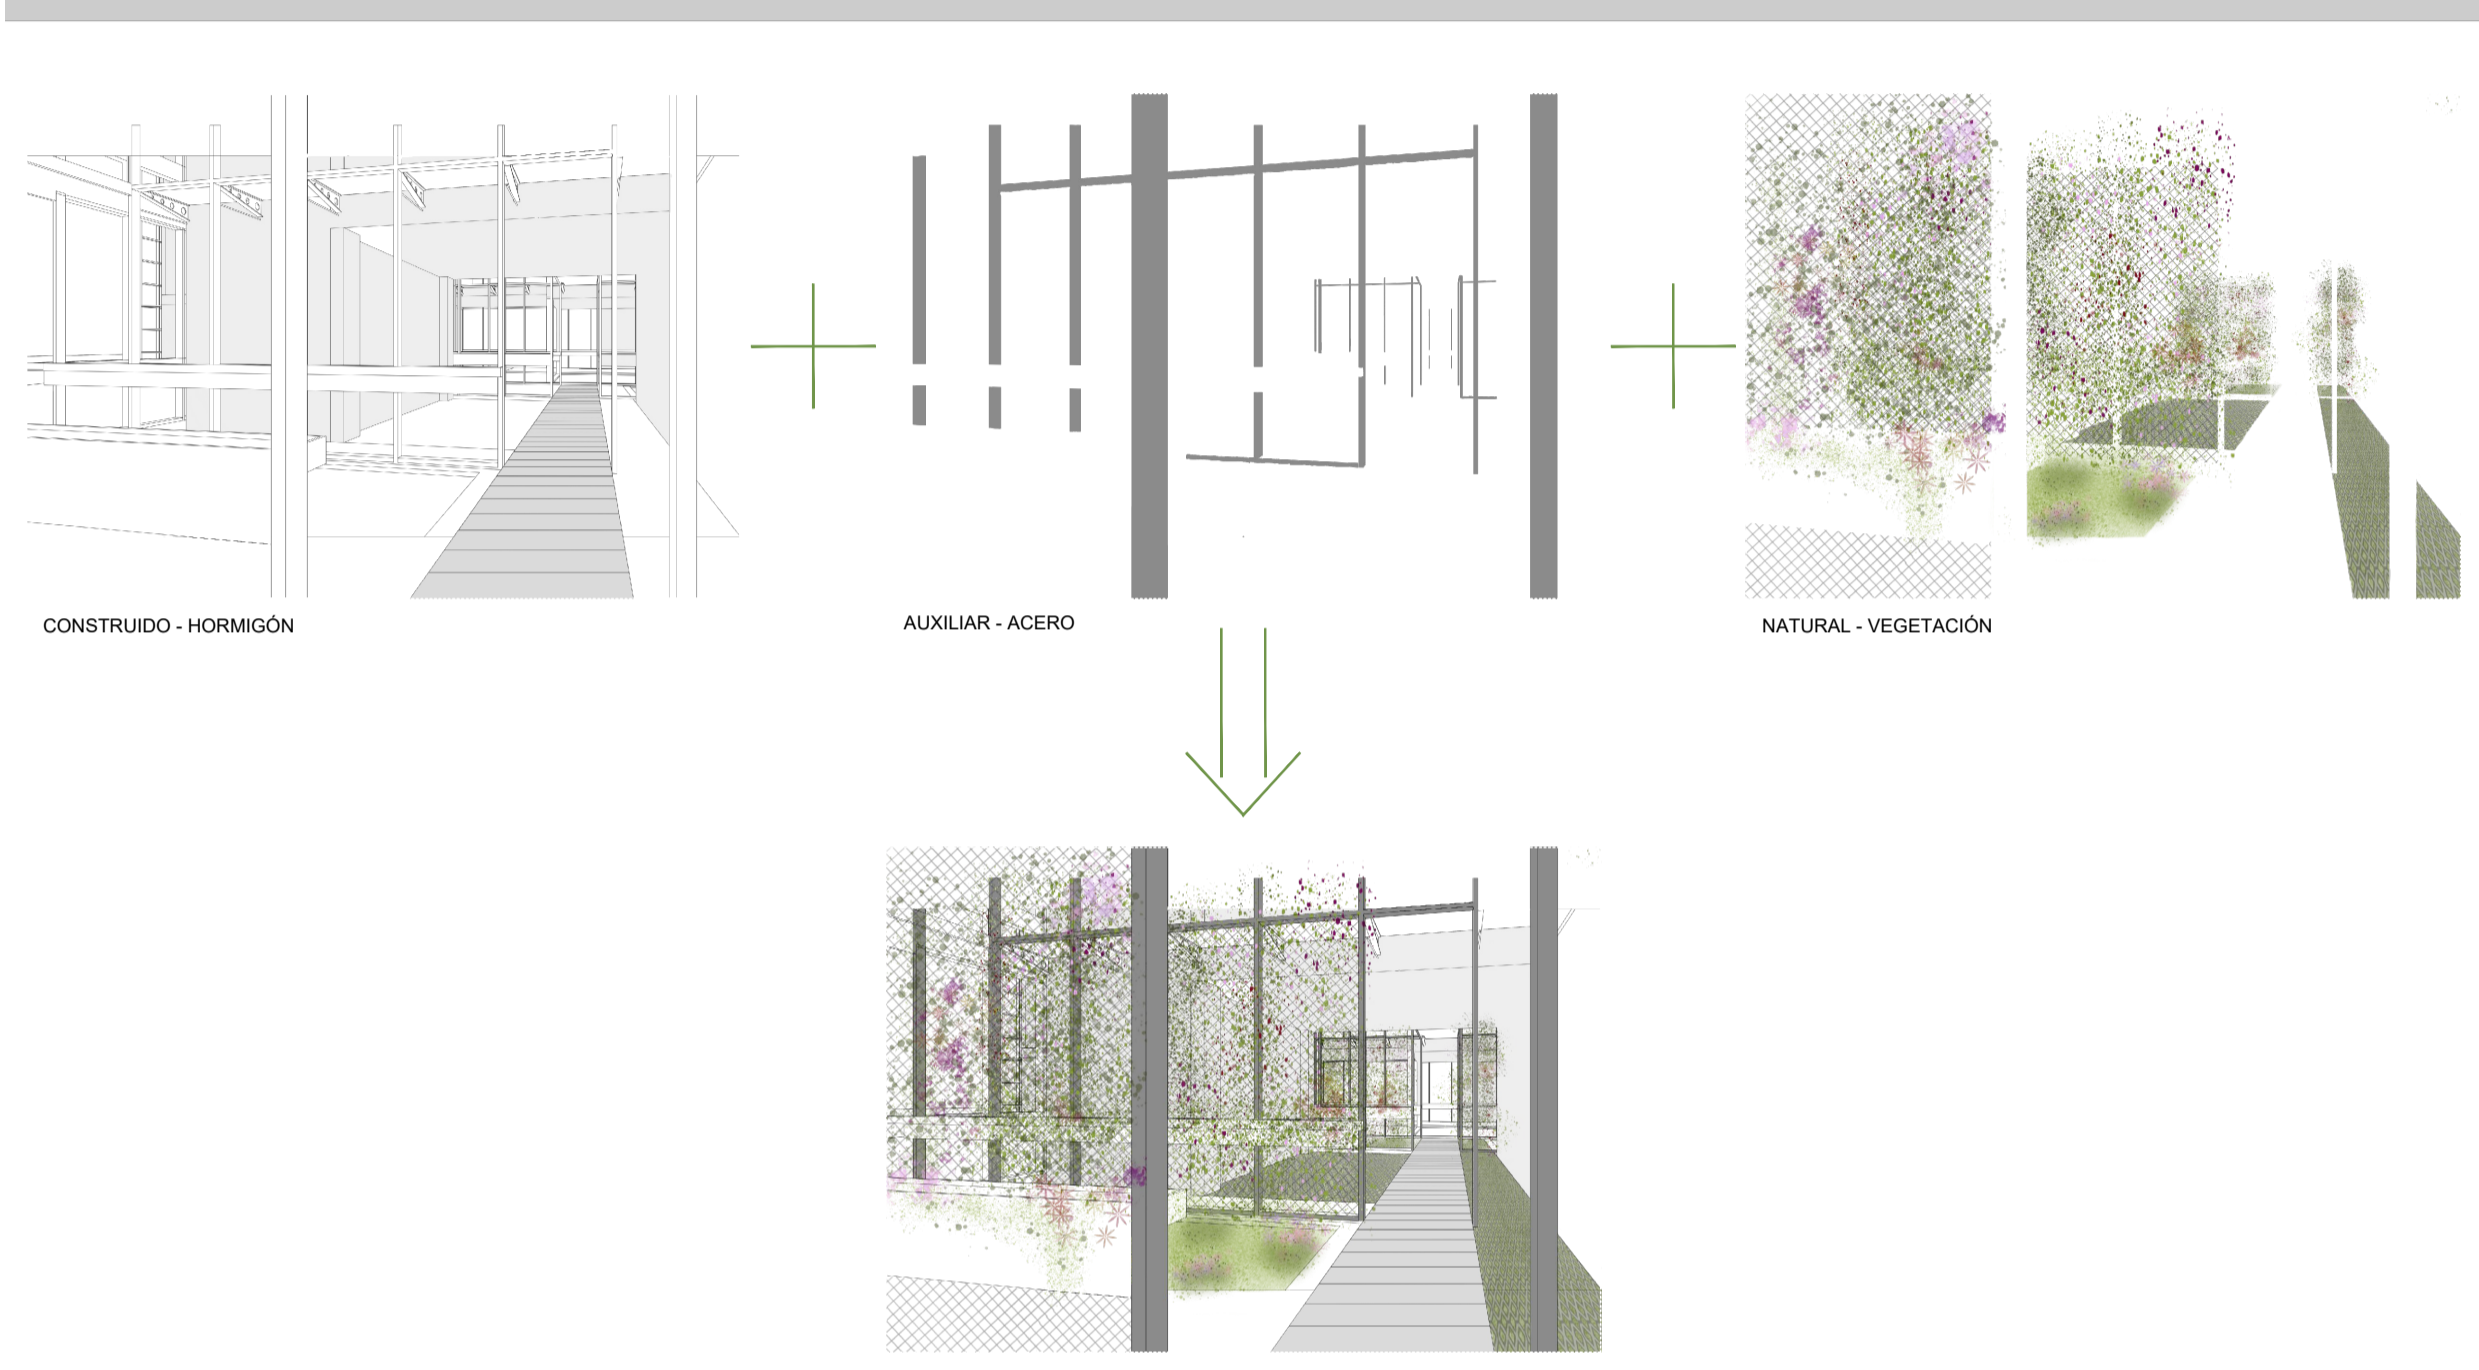 CONSTRUIDO - HORMIGÓN
AUXILIAR - ACERO
NATURAL - VEGETACIÓN